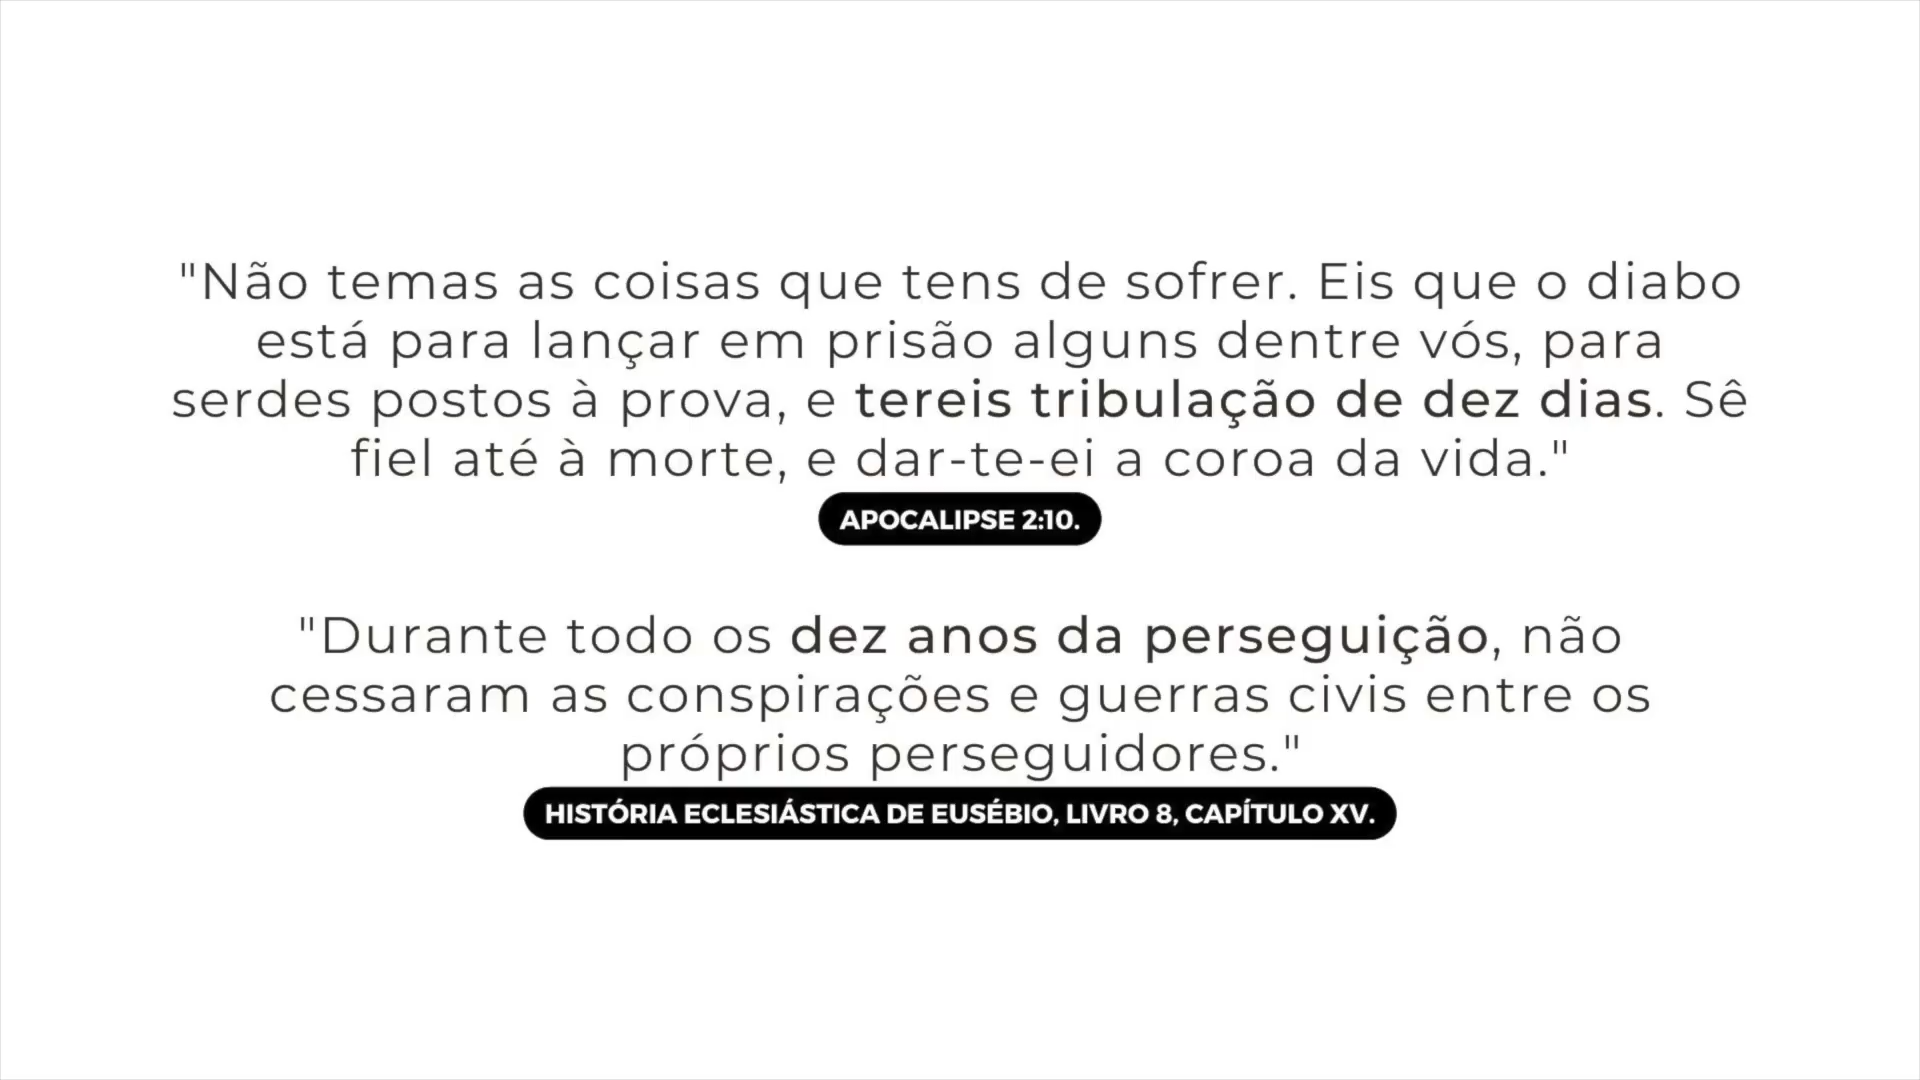 "Não temas as coisas que tens de sofrer. Eis que o diabo
está para lançar em prisão alguns dentre vós, para
serdes postos à prova, e tereis tribulação de dez dias. Sê
fiel até à morte, e dar-te-ei a coroa da vida."
APOCALIPSE 2:10.
"Durante todo os dez anos da perseguição, não
cessaram as conspirações e guerras civis entre os
próprios perseguidores."
HISTÓRIA ECLESIÁSTICA DE EUSÉBIO, LIVRO 8, CAPÍTULO XV.